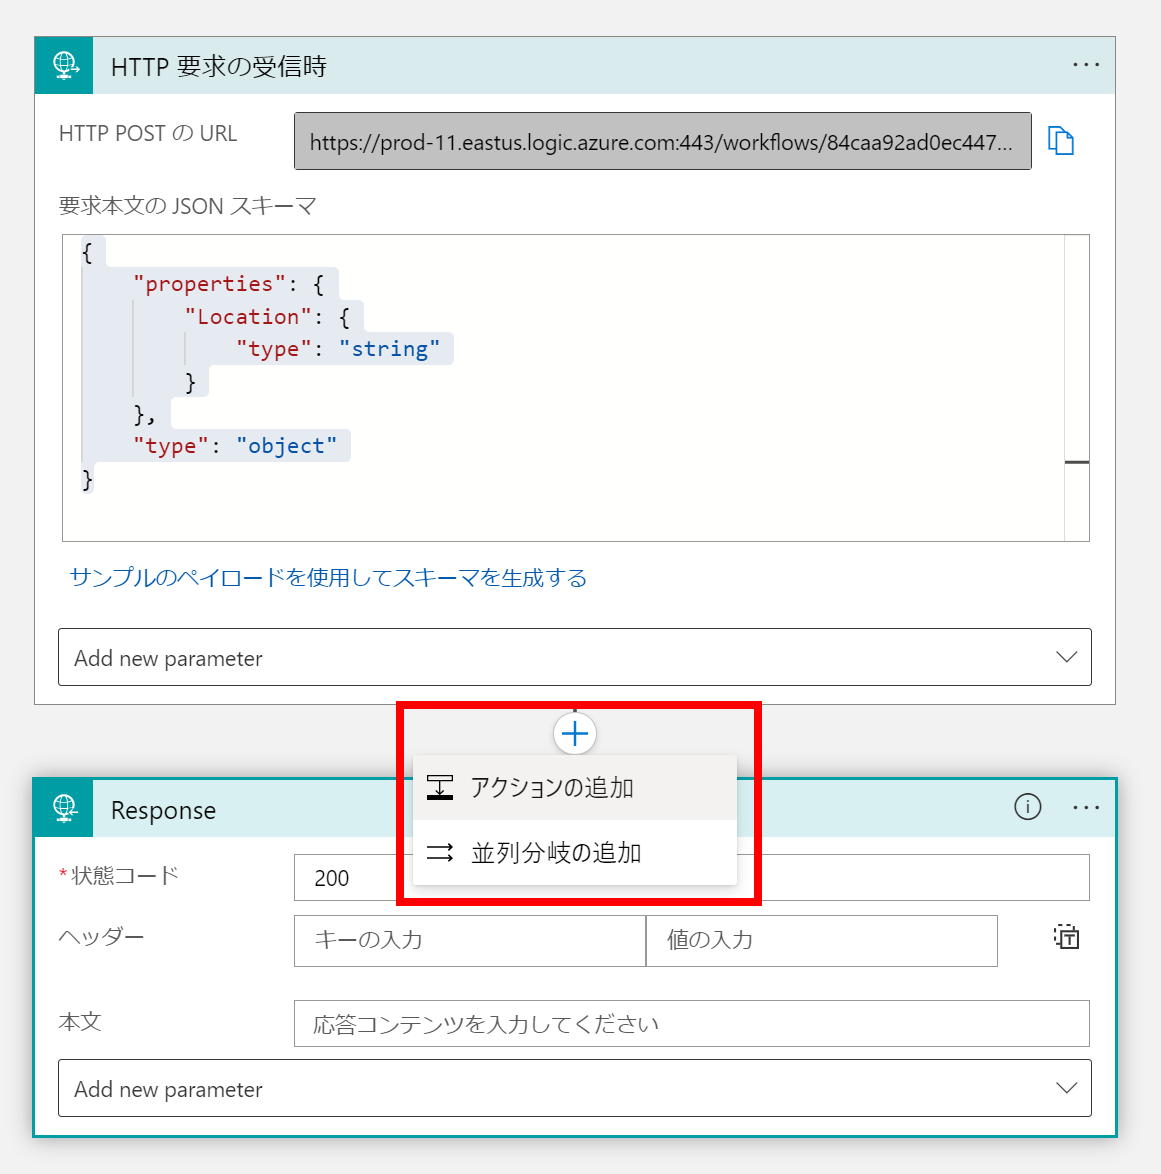 HTTP 要求の受信時
HTTP POST の URL
https://prod-11.eastus.logic.azure.com:443/workflows/84caa92ad0ec447...
要求本文の JSON スキーマ
{
"properties": {
"Location": {
"type": "string"
}
},
"type": "object"
}
サンプルのペイロードを使用してスキーマを生成する
Add new parameter
アクションの追加
並列分岐の追加
Response
*状態コード
200
ヘッダー
キーの入力
値の入力
本文
応答コンテンツを入力してください
Add new parameter